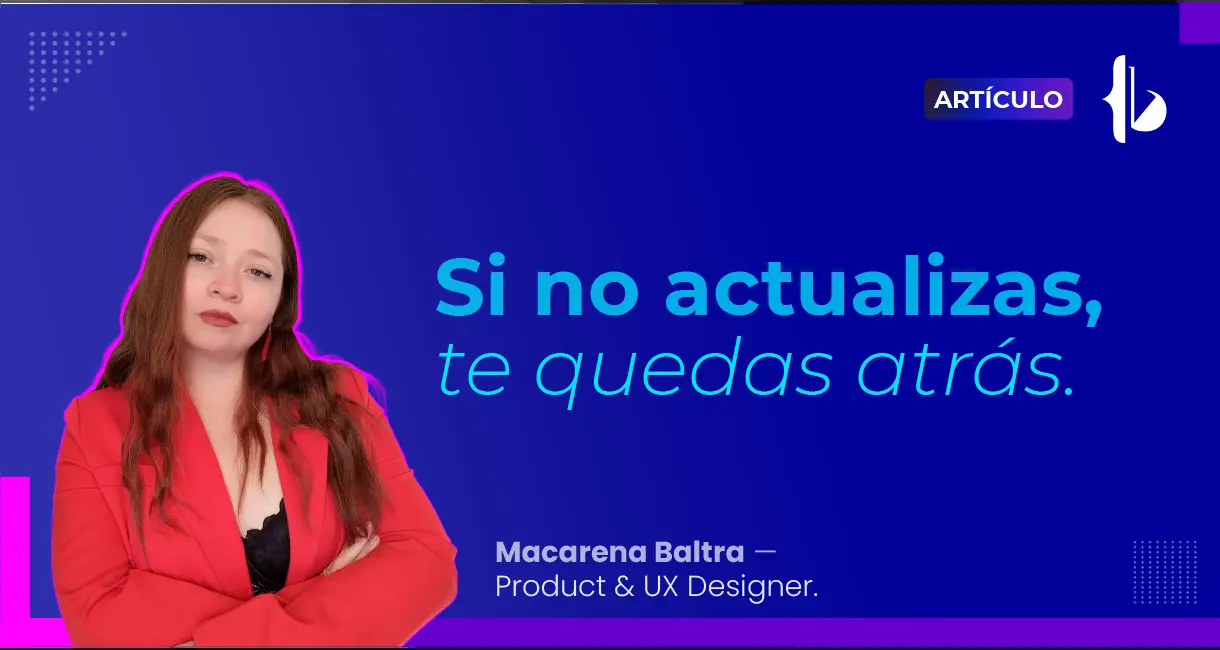 ARTÍCULO
Si no actualizas,
te quedas atrás.
Macarena Baltra —
Product & UX Designer.